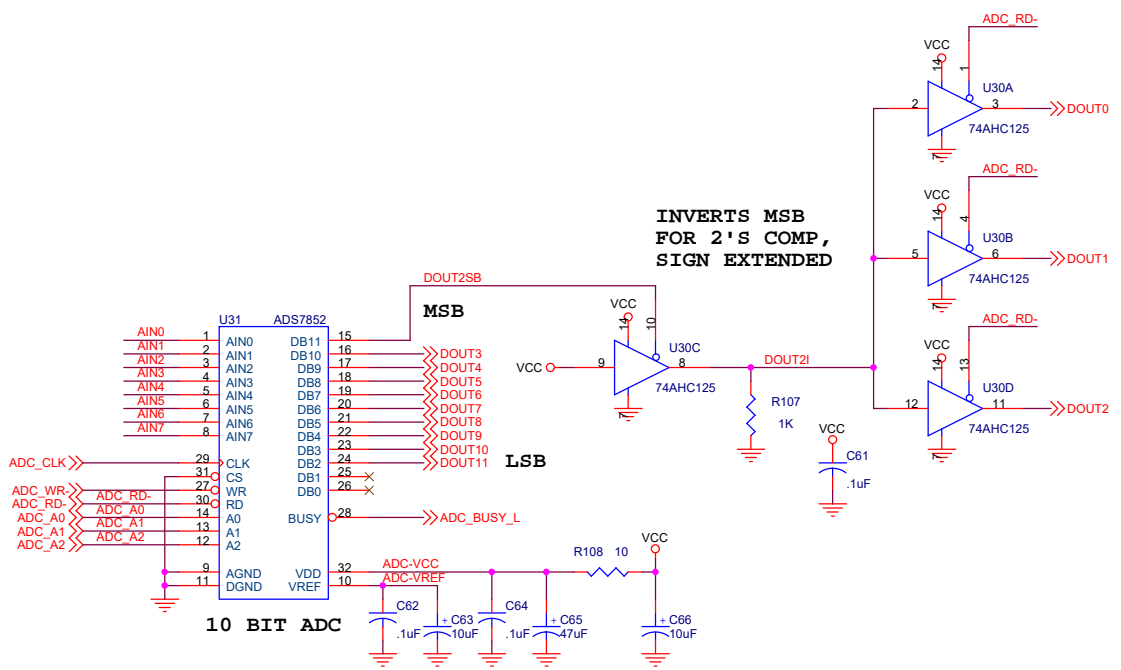 ADC_RD-
VCC
14
1
U30A
2
3
DOUT0
74AHC125
7
ADC_RD-
VCC
14
4
U30B
5
6
DOUT1
74AHC125
7
ADC_RD-
VCC
14
13
U30D
12
11
DOUT2
74AHC125
7
INVERTS MSB
FOR 2'S COMP,
SIGN EXTENDED
DOUT2SB
MSB
VCC
14
10
U30C
VCC
9
8
74AHC125
7
DOUT2I
R107
1K
VCC
C61
.1uF
U31
ADS7852
AIN0 1 AIN0 DB11 15
AIN1 2 AIN1 DB10 16 DOUT3
AIN2 3 AIN2 DB9 17 DOUT4
AIN3 4 AIN3 DB8 18 DOUT5
AIN4 5 AIN4 DB7 19 DOUT6
AIN5 6 AIN5 DB6 20 DOUT7
AIN6 7 AIN6 DB5 21 DOUT8
AIN7 8 AIN7 DB4 22 DOUT9
DB3 23 DOUT10
ADC_CLK 29 CLK DB2 24 DOUT11
LSB
31 CS DB1 25
ADC_WR- 27 WR DB0 26
ADC_RD- ADC_RD- 30 RD
ADC_A0 ADC_A0 14 A0 BUSY 28 ADC_BUSY_L
ADC_A1 ADC_A1 13 A1
ADC_A2 ADC_A2 12 A2
9 AGND VDD 32 ADC-VCC
11 DGND VREF 10 ADC-VREF
R108 10
VCC
C62
.1uF
+ C63
10uF
C64
.1uF
+ C65
47uF
+ C66
10uF
10 BIT ADC